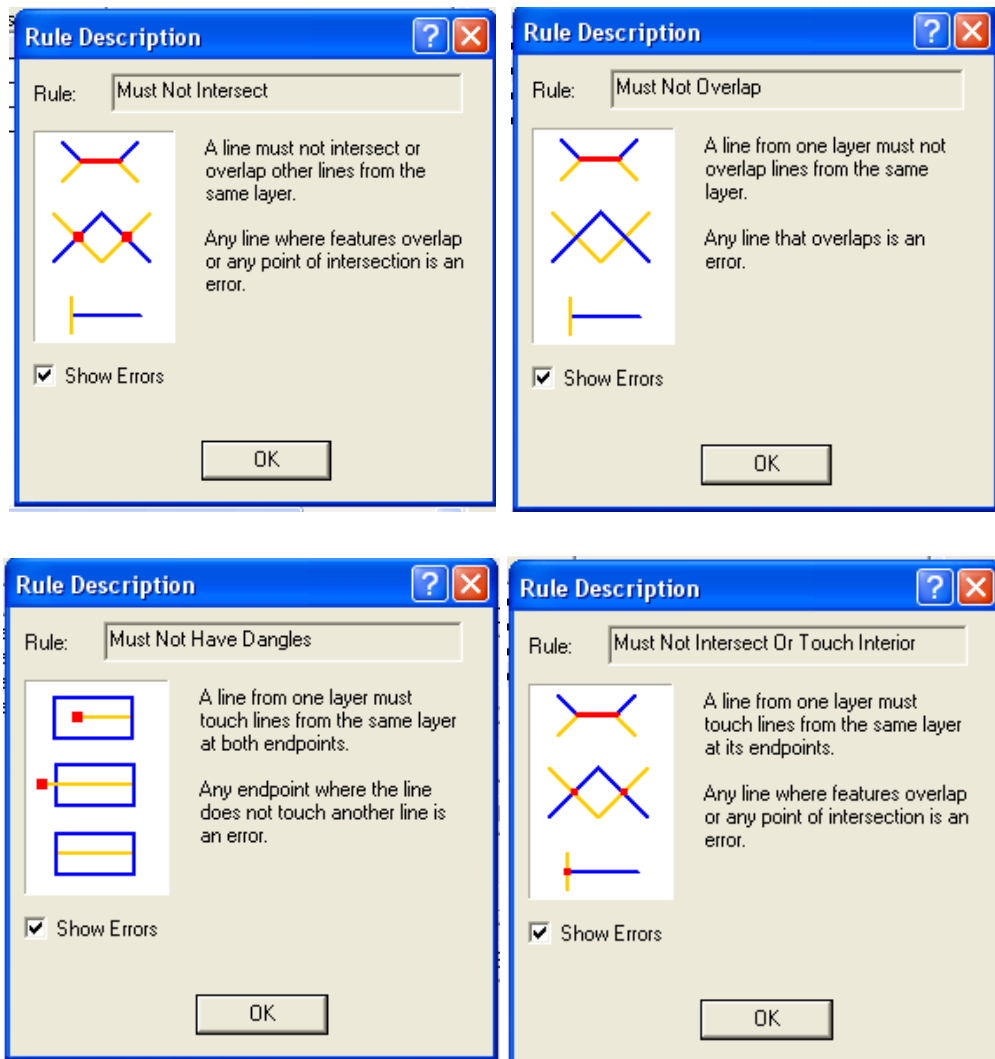 Rule Description
Rule: Must Not Intersect
A line must not intersect or
overlap other lines from the
same layer.
Any line where features overlap
or any point of intersection is an
error.
Show Errors
OK
Rule Description
Rule: Must Not Overlap
A line from one layer must not
overlap lines from the same
layer.
Any line that overlaps is an
error.
Show Errors
OK
Rule Description
Rule: Must Not Have Dangles
A line from one layer must
touch lines from the same layer
at both endpoints.
Any endpoint where the line
does not touch another line is
an error.
Show Errors
OK
Rule Description
Rule: Must Not Intersect Or Touch Interior
A line from one layer must
touch lines from the same layer
at its endpoints.
Any line where features overlap
or any point of intersection is an
error.
Show Errors
OK